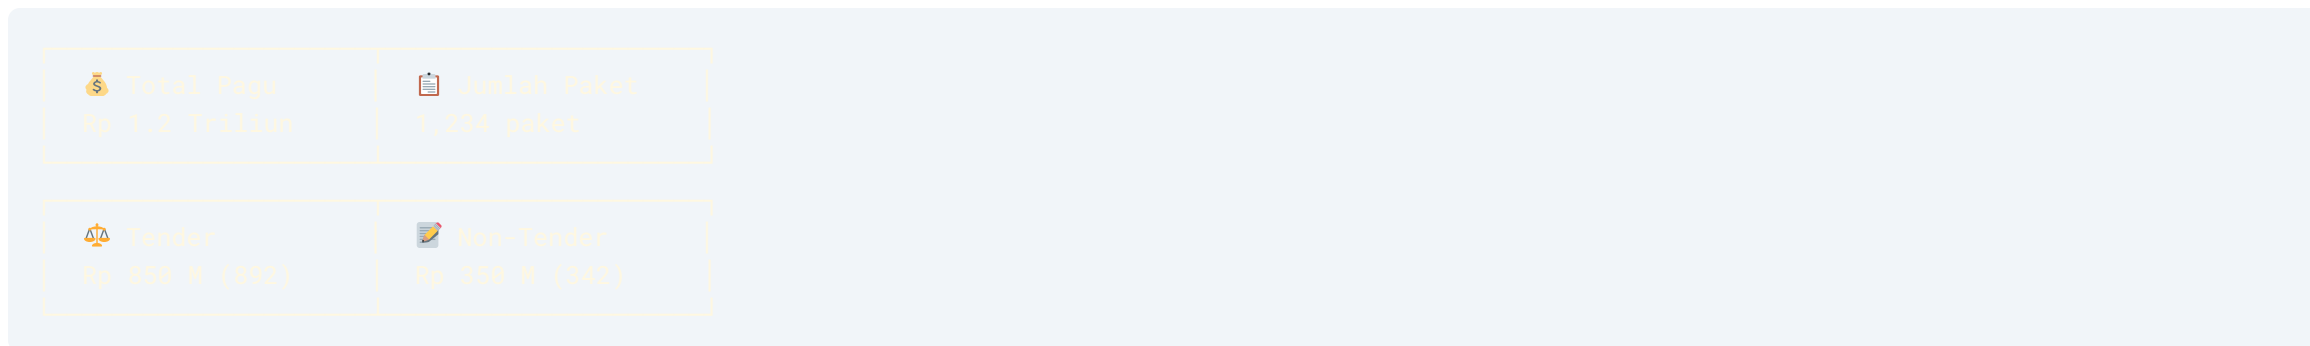 💰 Total Pagu
Rp 1.2 Triliun
📋 Jumlah Paket
1,234 paket
⚖️ Tender
Rp 850 M (892)
📝 Non-Tender
Rp 350 M (342)